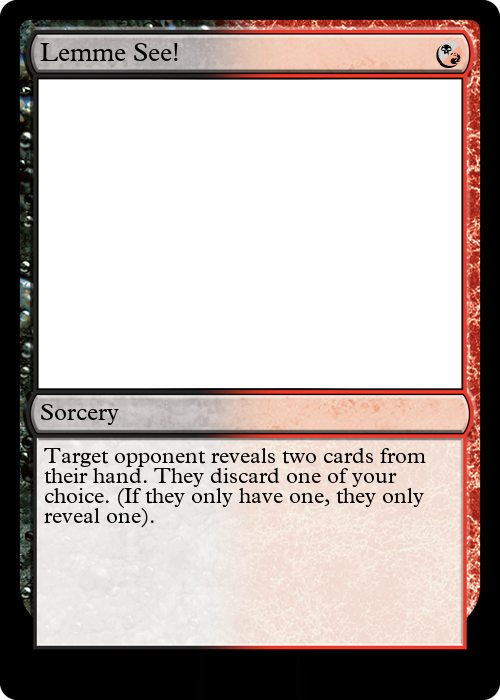 Lemme See!
Sorcery
Target opponent reveals two cards from
their hand. They discard one of your
choice. (If they only have one, they only
reveal one).